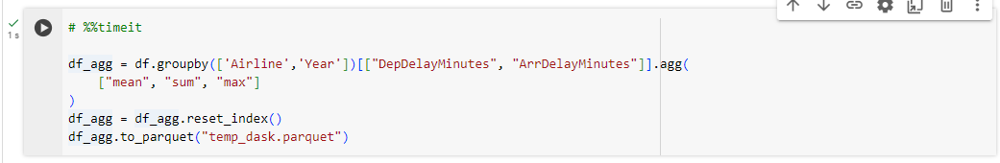 # %%timeit
1 s
df_agg = df.groupby(['Airline','Year'])[["DepDelayMinutes", "ArrDelayMinutes"]].agg(
    ["mean", "sum", "max"]
)
df_agg = df_agg.reset_index()
df_agg.to_parquet("temp_dask.parquet")